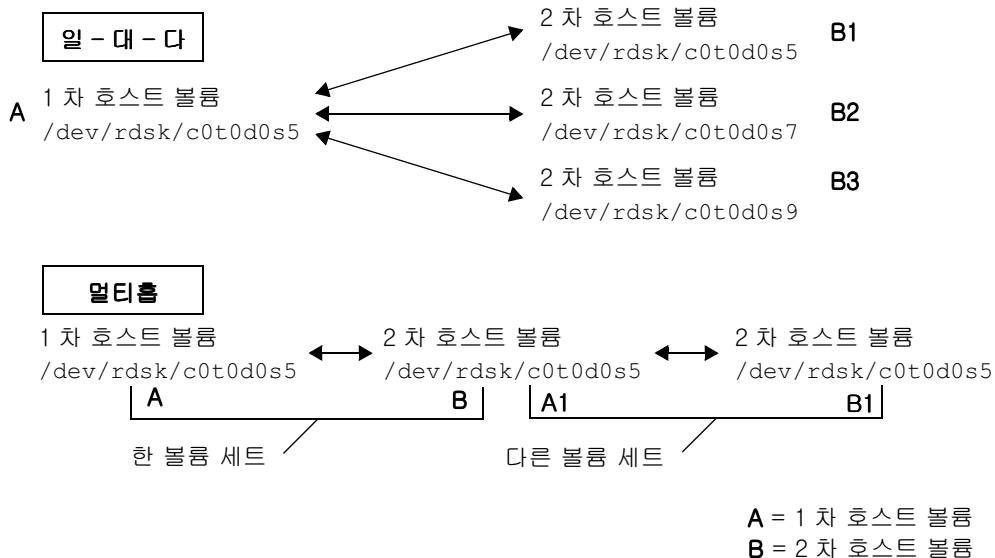 일 – 대 – 다
2 차 호스트 볼륨
/dev/rdsk/c0t0d0s5
B1
A
1 차 호스트 볼륨
/dev/rdsk/c0t0d0s5
2 차 호스트 볼륨
/dev/rdsk/c0t0d0s7
B2
2 차 호스트 볼륨
/dev/rdsk/c0t0d0s9
B3
멀티홉
1 차 호스트 볼륨
/dev/rdsk/c0t0d0s5
2 차 호스트 볼륨
/dev/rdsk/c0t0d0s5
2 차 호스트 볼륨
/dev/rdsk/c0t0d0s5
A
B
A1
B1
한 볼륨 세트
다른 볼륨 세트
A = 1 차 호스트 볼륨
B = 2 차 호스트 볼륨